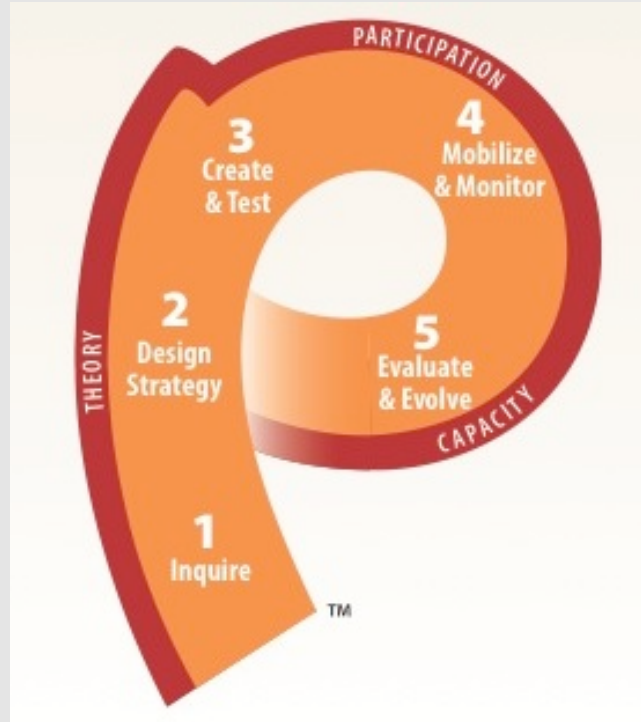 PARTICIPATION
3
Create
& Test
4
Mobilize
& Monitor
THEORY
2
Design
Strategy
5
Evaluate
& Evolve
CAPACITY
1
Inquire
TM